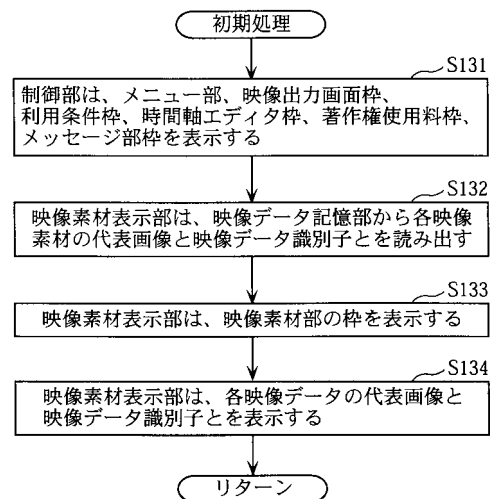 初期処理
S131
制御部は、メニュー部、映像出力画面枠、
利用条件枠、時間軸エディタ枠、著作権使用料枠、
メッセージ部枠を表示する
S132
映像素材表示部は、映像データ記憶部から各映像
素材の代表画像と映像データ識別子とを読み出す
S133
映像素材表示部は、映像素材部の枠を表示する
S134
映像素材表示部は、各映像データの代表画像と
映像データ識別子とを表示する
リターン